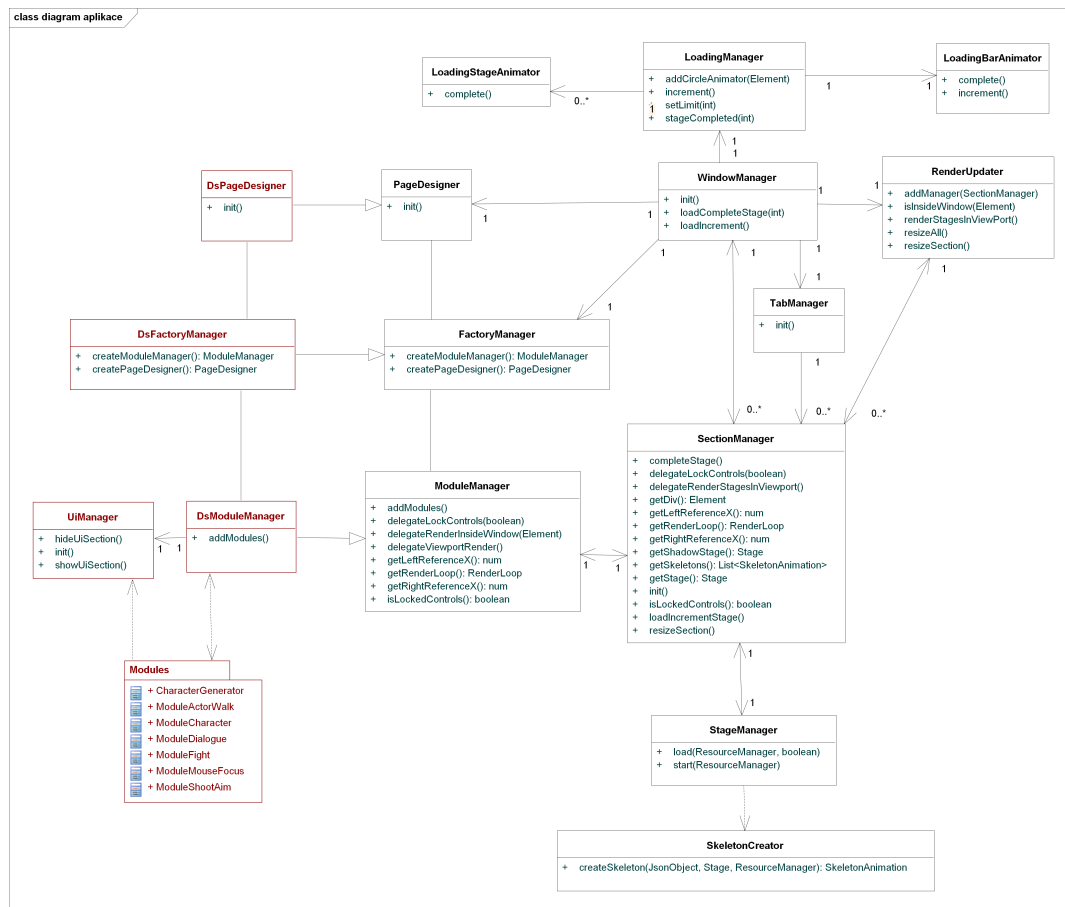 class diagram aplikace
LoadingManager
+ addCircleAnimator(Element)
+ increment()
+ setLimit(int)
+ stageCompleted(int)
1
LoadingStageAnimator
+ complete()
0..*
LoadingBarAnimator
+ complete()
+ increment()
1
1
1
1
DsPageDesigner
+ init()
PageDesigner
+ init()
1
WindowManager
+ init()
+ loadCompleteStage(int)
+ loadIncrement()
1
1
1
1
1
RenderUpdater
+ addManager(SectionManager)
+ isInsideWindow(Element)
+ renderStagesInViewPort()
+ resizeAll()
+ resizeSection()
1
1
1
TabManager
+ init()
1
1
DsFactoryManager
+ createModuleManager(): ModuleManager
+ createPageDesigner(): PageDesigner
FactoryManager
+ createModuleManager(): ModuleManager
+ createPageDesigner(): PageDesigner
1
0..*
0..*
0..*
SectionManager
+ completeStage()
+ delegateLockControls(boolean)
+ delegateRenderStagesInViewport()
+ getDiv(): Element
+ getLeftReferenceX(): num
+ getRenderLoop(): RenderLoop
+ getRightReferenceX(): num
+ getShadowStage(): Stage
+ getSkeletons(): List<SkeletonAnimation>
+ getStage(): Stage
+ init()
+ isLockedControls(): boolean
+ loadIncrementStage()
+ resizeSection()
ModuleManager
+ addModules()
+ delegateLockControls(boolean)
+ delegateRenderInsideWindow(Element)
+ delegateViewportRender()
+ getLeftReferenceX(): num
+ getRenderLoop(): RenderLoop
+ getRightReferenceX(): num
+ isLockedControls(): boolean
1
1
UiManager
+ hideUiSection()
+ init()
+ showUiSection()
1
1
DsModuleManager
+ addModules()
Modules
+ CharacterGenerator
+ ModuleActorWalk
+ ModuleCharacter
+ ModuleDialogue
+ ModuleFight
+ ModuleMouseFocus
+ ModuleShootAim
1
1
StageManager
+ load(ResourceManager, boolean)
+ start(ResourceManager)
SkeletonCreator
+ createSkeleton(JsonObject, Stage, ResourceManager): SkeletonAnimation